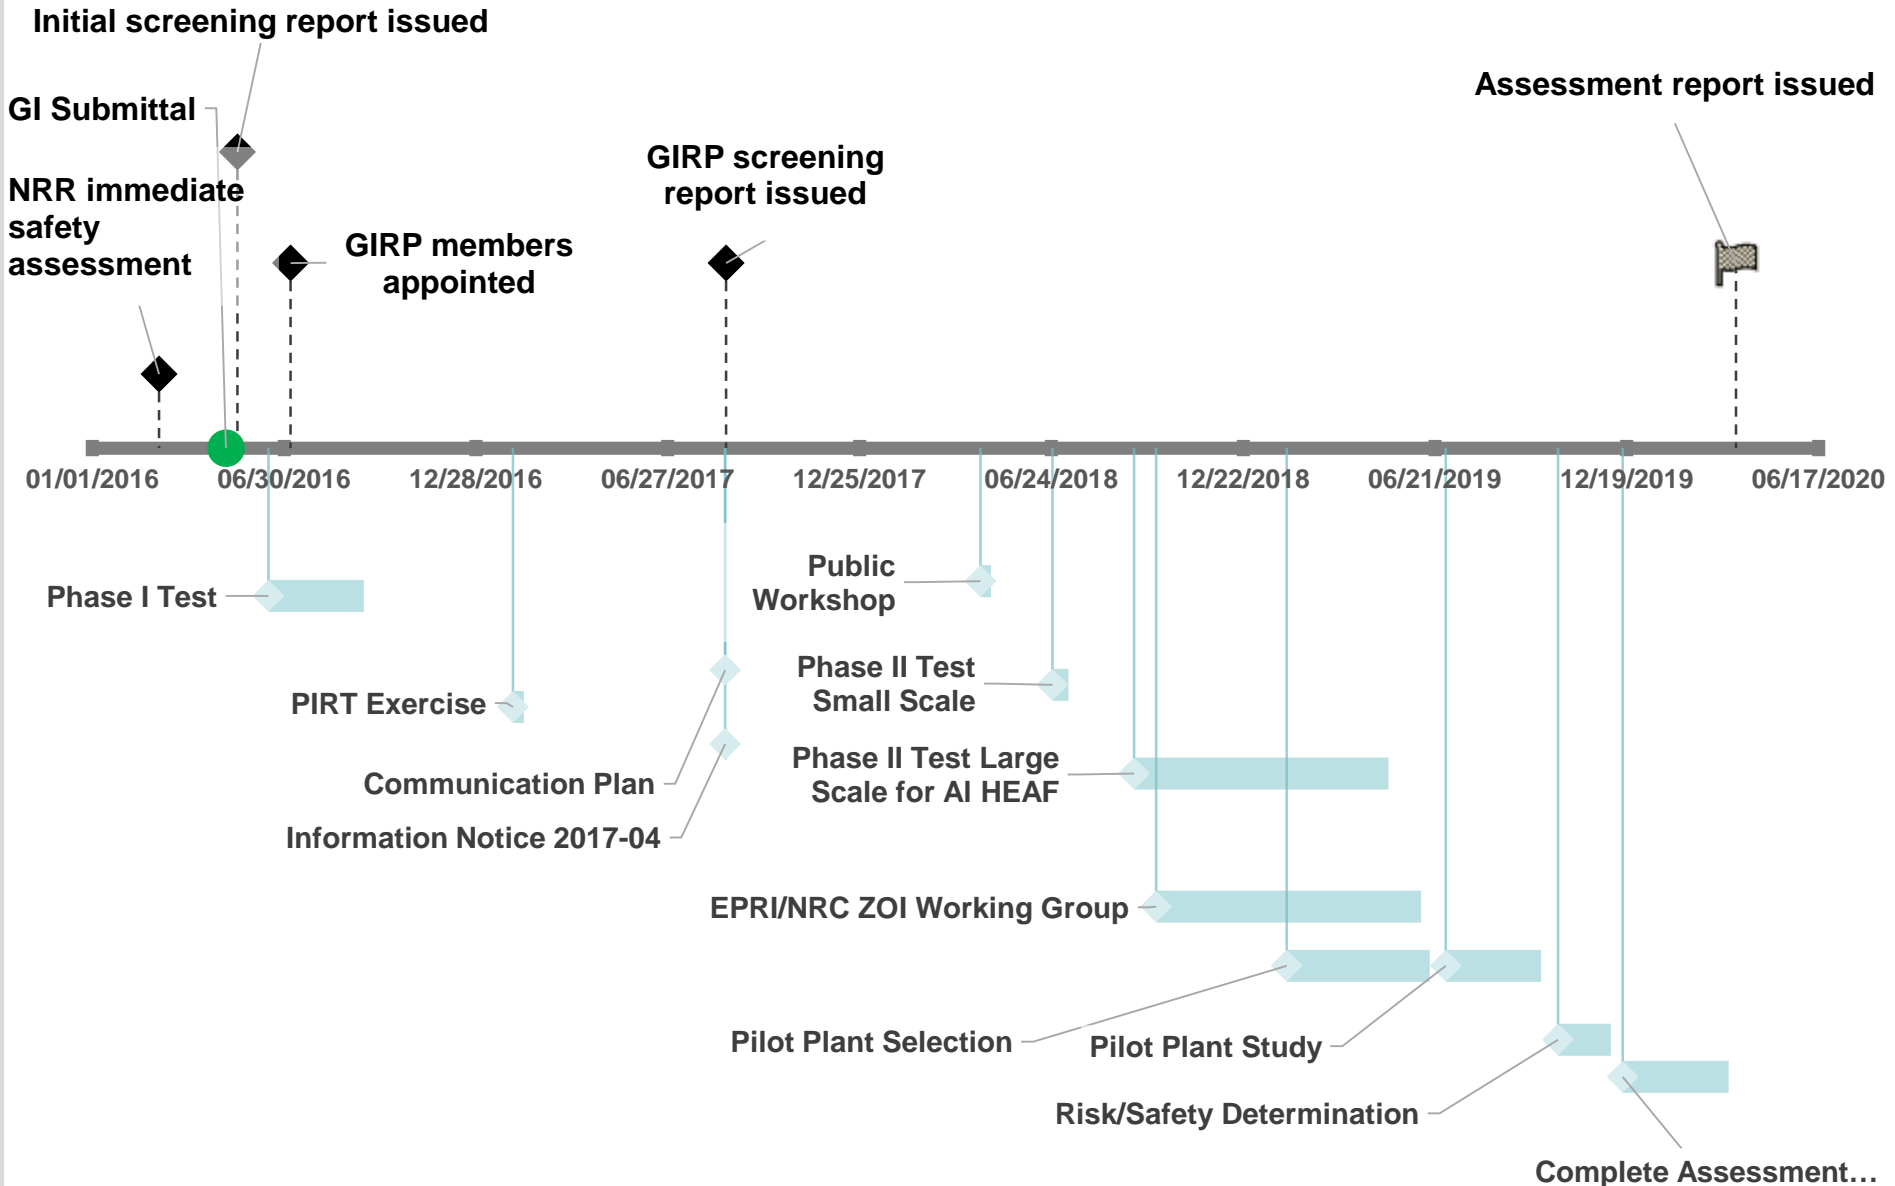 Initial screening report issued
GI Submittal
NRR immediate
safety
assessment
GIRP members
appointed
GIRP screening
report issued
Assessment report issued
01/01/2016
06/30/2016
12/28/2016
06/27/2017
12/25/2017
06/24/2018
12/22/2018
06/21/2019
12/19/2019
06/17/2020
Phase I Test
PIRT Exercise
Communication Plan
Information Notice 2017-04
Public
Workshop
Phase II Test
Small Scale
Phase II Test Large
Scale for Al HEAF
EPRI/NRC ZOI Working Group
Pilot Plant Selection
Pilot Plant Study
Risk/Safety Determination
Complete Assessment…